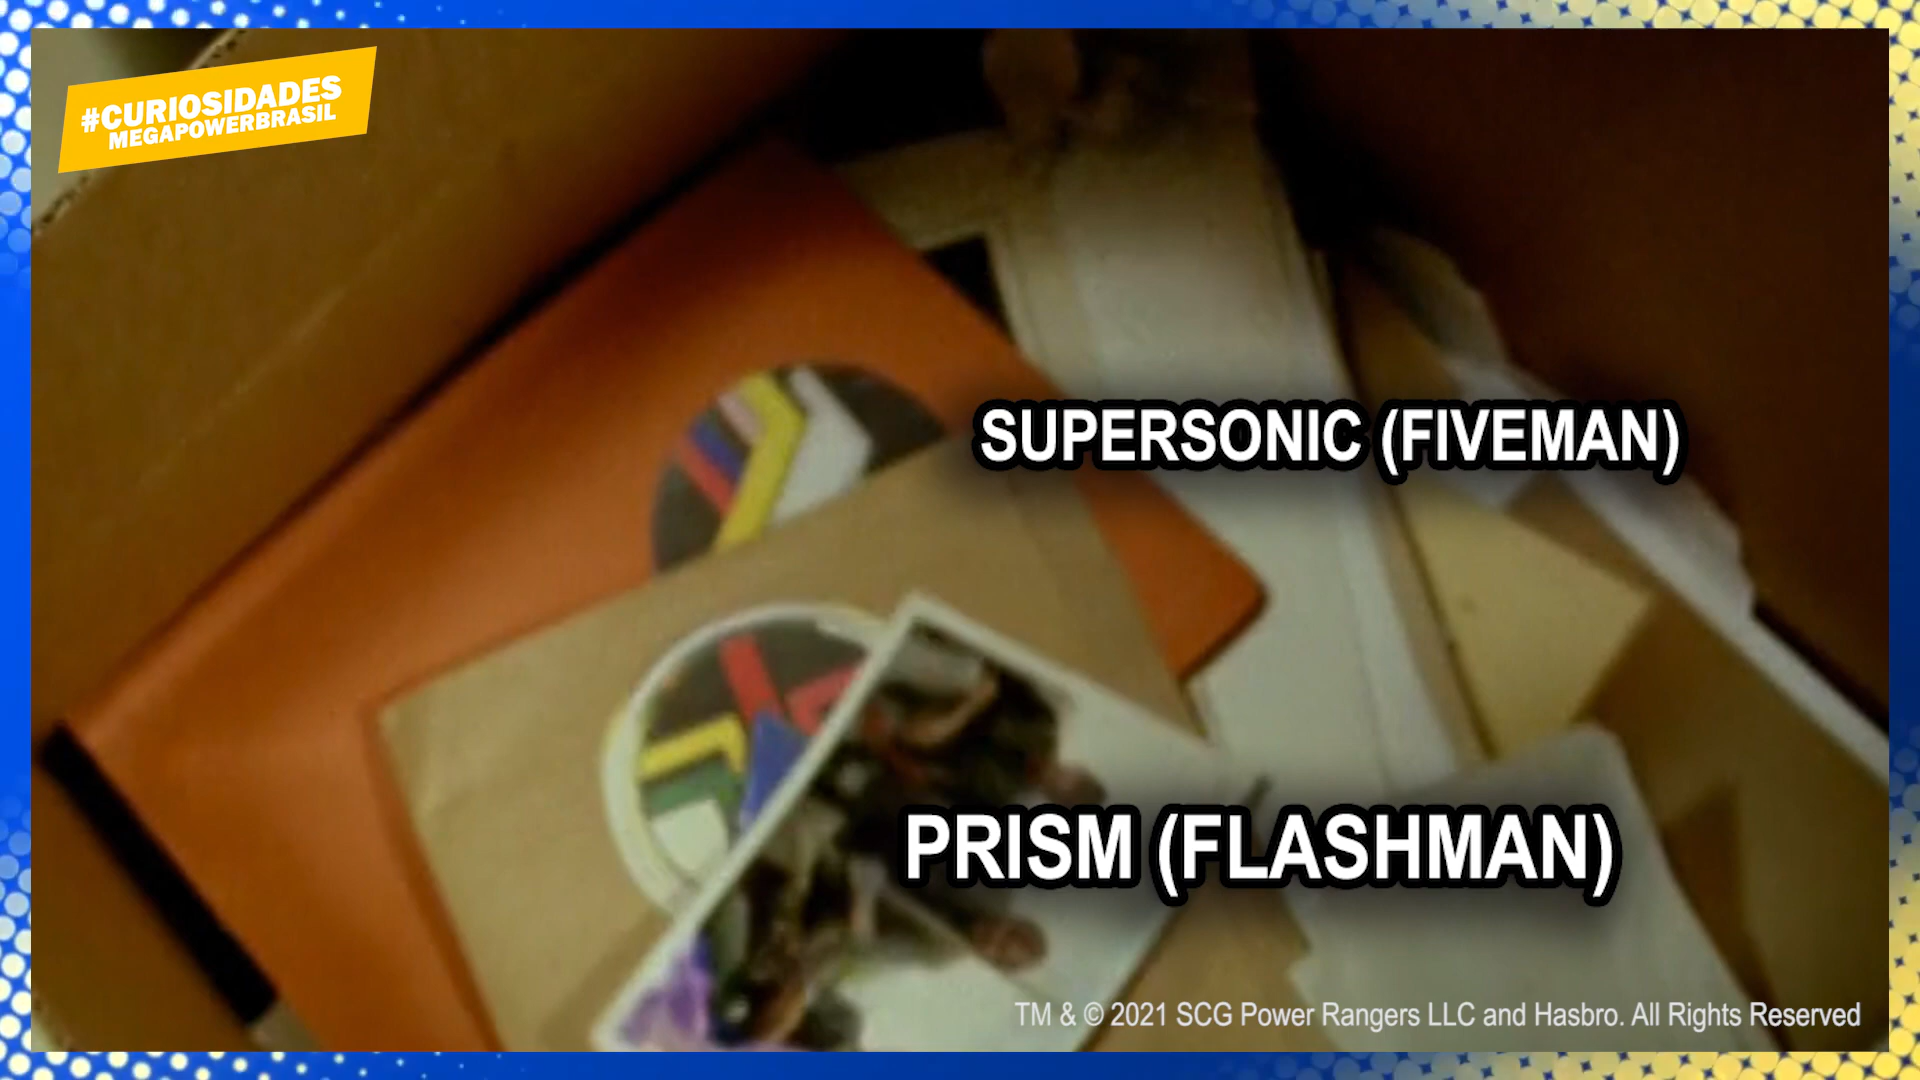 #CURIOSIDADES
MEGAPOWERBRASIL
SUPERSONIC (FIVEMAN)
PRISM (FLASHMAN)
TM & © 2021 SCG Power Rangers LLC and Hasbro. All Rights Reserved